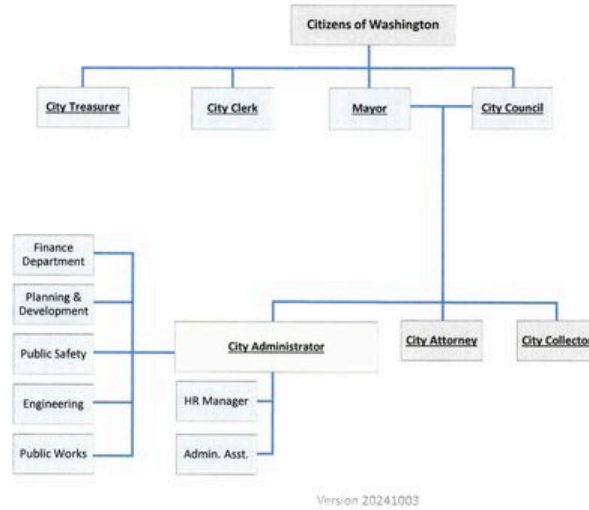 Citizens of Washington
City Treasurer
City Clerk
Mayor
City Council
Finance
Department
Planning &
Development
Public Safety
Engineering
Public Works
City Administrator
City Attorney
City Collector
HR Manager
Admin. Asst.
Version 20241003